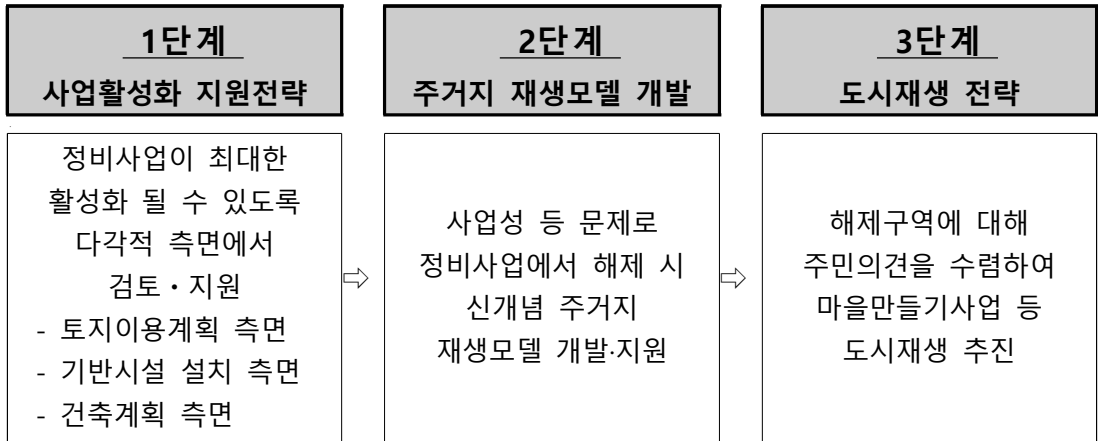 1단계
사업활성화 지원전략
정비사업이 최대한
활성화 될 수 있도록
다각적 측면에서
검토・지원
- 토지이용계획 측면
- 기반시설 설치 측면
- 건축계획 측면
⇨
2단계
주거지 재생모델 개발
사업성 등 문제로
정비사업에서 해제 시
신개념 주거지
재생모델 개발·지원
⇨
3단계
도시재생 전략
해제구역에 대해
주민의견을 수렴하여
마을만들기사업 등
도시재생 추진